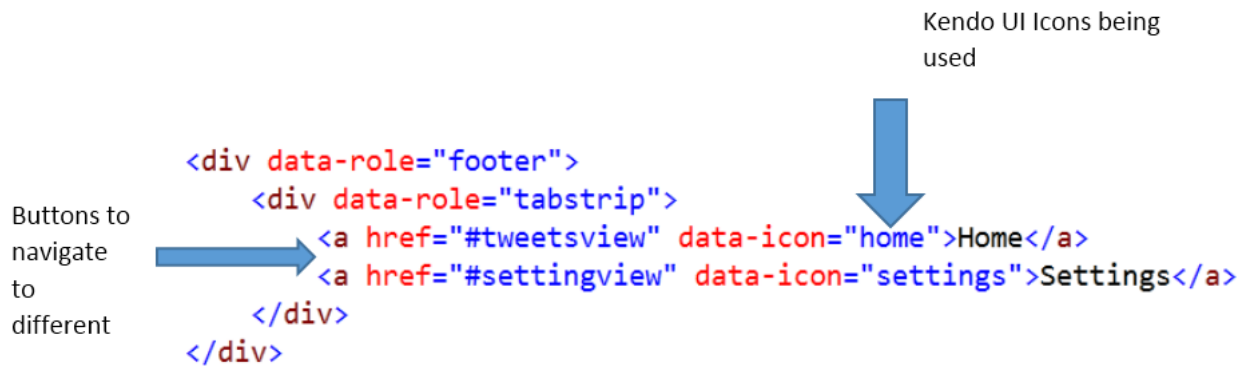 Kendo UI Icons being
used
<div data-role="footer">
<div data-role="tabstrip">
Buttons to
navigate
to
different
<a href="#tweetsview" data-icon="home">Home</a>
<a href="#settingview" data-icon="settings">Settings</a>
</div>
</div>